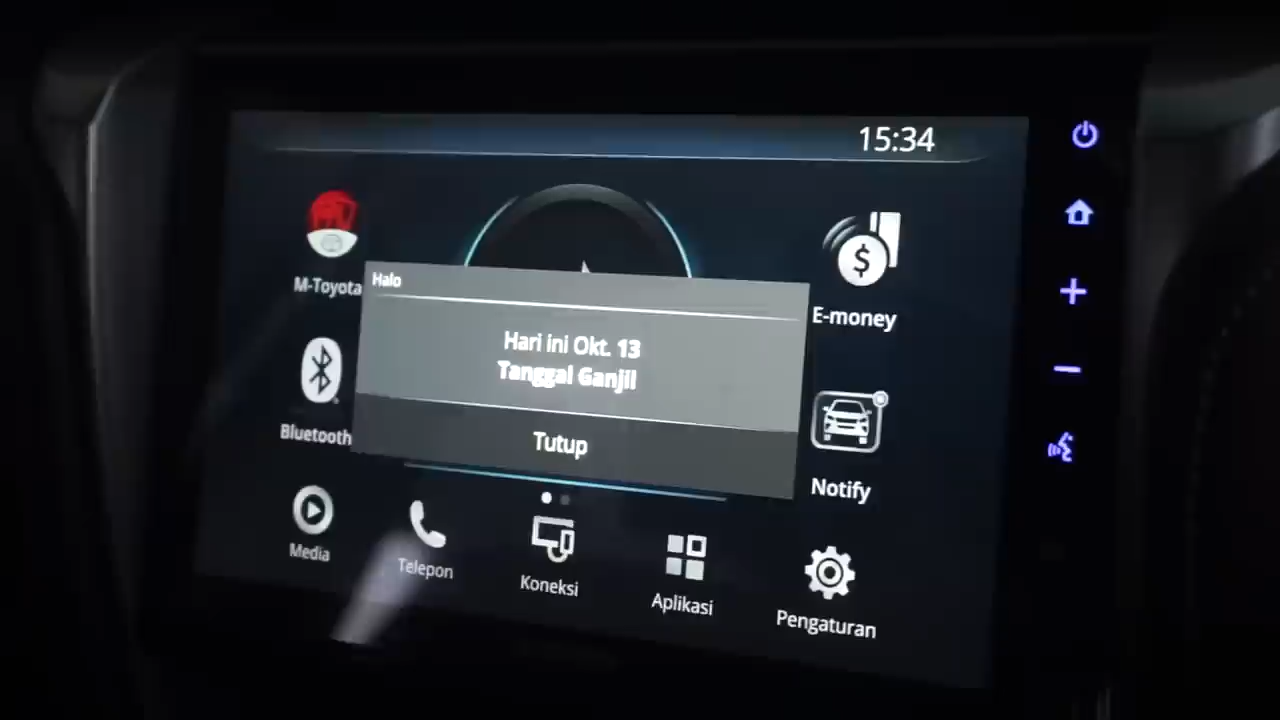 15:34
M-Toyota
E-money
Halo
Hari ini Okt. 13
Tanggal Ganjil
Tutup
Bluetooth
Notify
Media
Telepon
Koneksi
Aplikasi
Pengaturan